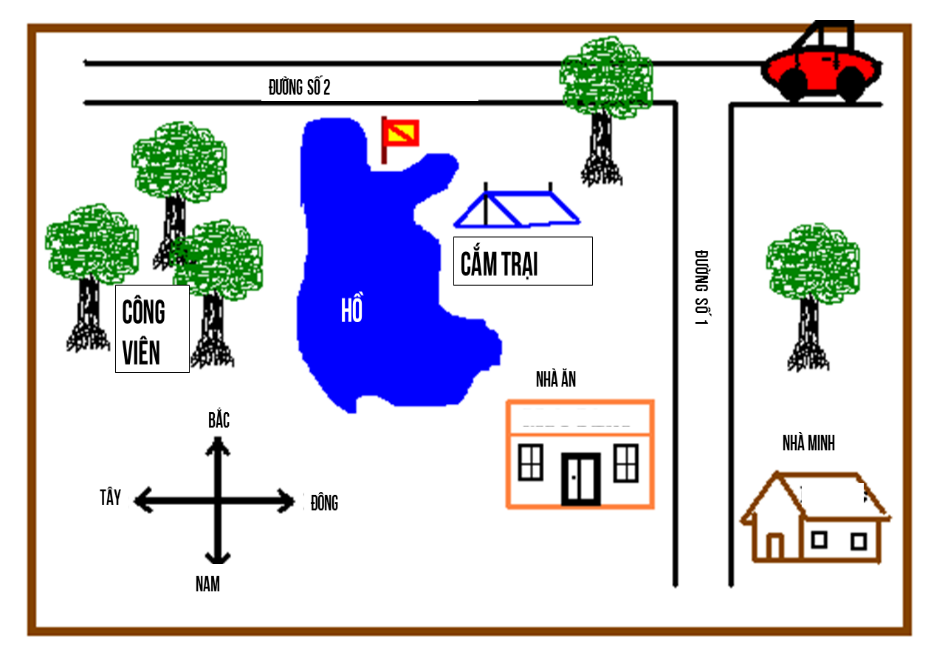 ĐƯỜNG SỐ 2
CẮM TRẠI
ĐƯỜNG SỐ 1
HỒ
CÔNG
VIÊN
NHÀ ĂN
BẮC
NHÀ MINH
TÂY
ĐÔNG
NAM